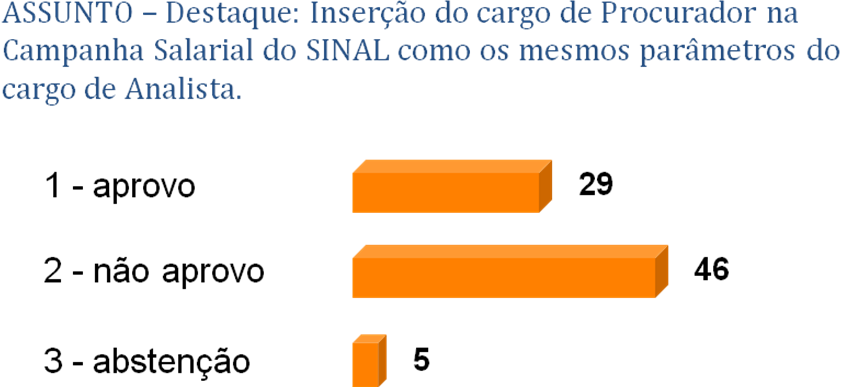 ASSUNTO – Destaque: Inserção do cargo de Procurador na
Campanha Salarial do SINAL como os mesmos parâmetros do
cargo de Analista.
1 - aprovo 29
2 - não aprovo 46
3 - abstenção 5